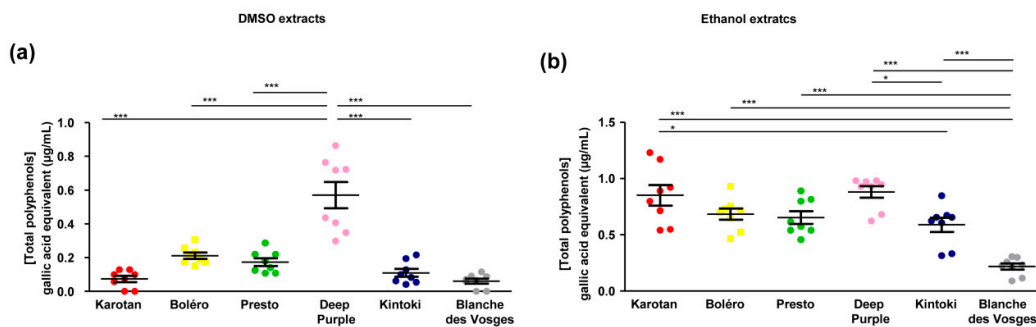 DMSO extracts
(a)
***
***
***
***
***
***
[Total polyphenols]
gallic acid equivalent (µg/mL)
1.0
0.8
0.6
0.4
0.2
0.0
Karotan
Boléro
Presto
Deep
Purple
Kintoki
Blanche
des Vosges
Ethanol extratcs
(b)
***
***
*
***
***
***
*
[Total polyphenols]
gallic acid equivalent (µg/mL)
1.5
1.0
0.5
0.0
Karotan
Boléro
Presto
Deep
Purple
Kintoki
Blanche
des Vosges